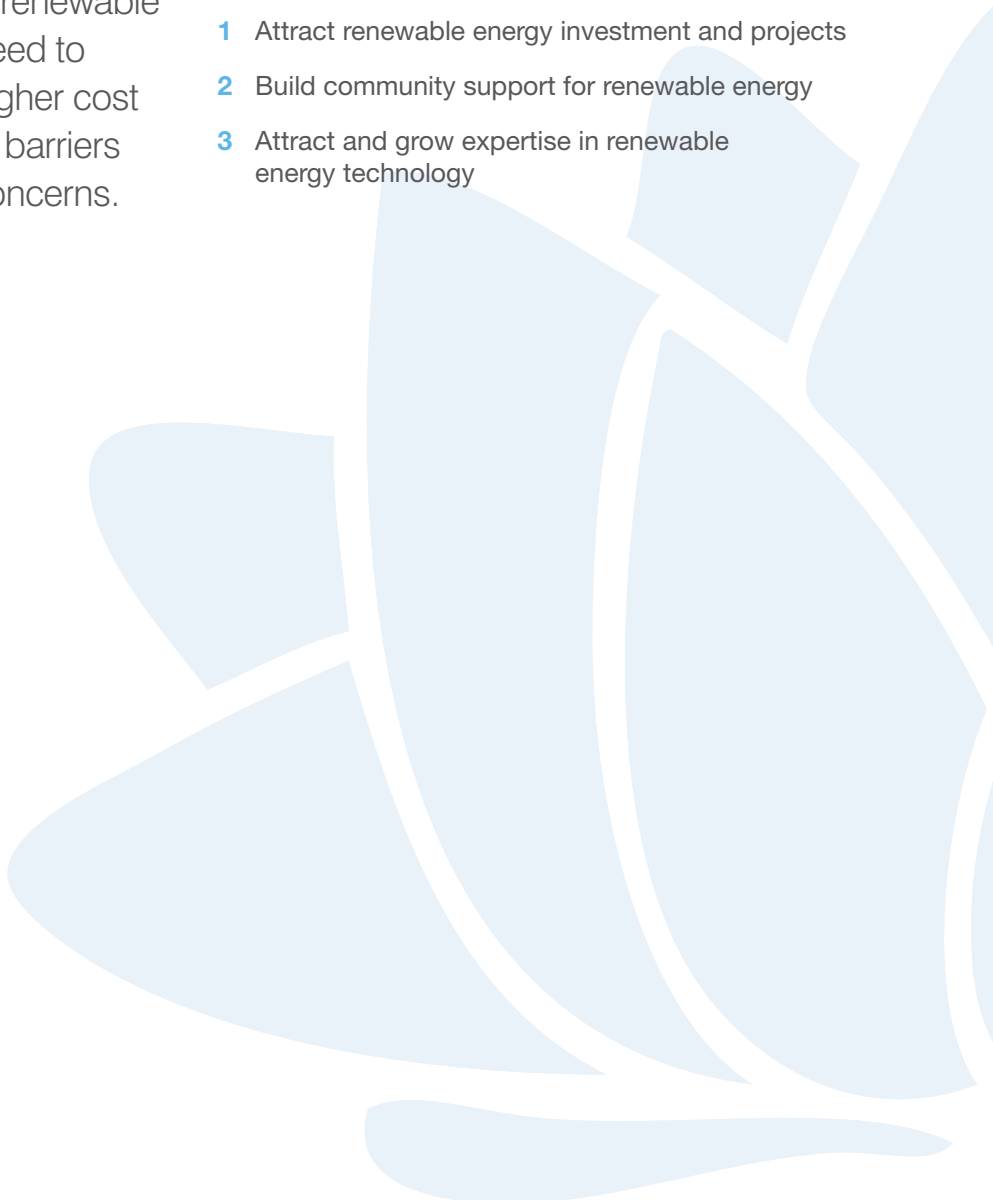 renewable
eed to
gher cost
barriers
oncerns.
1 Attract renewable energy investment and projects
2 Build community support for renewable energy
3 Attract and grow expertise in renewable
energy technology